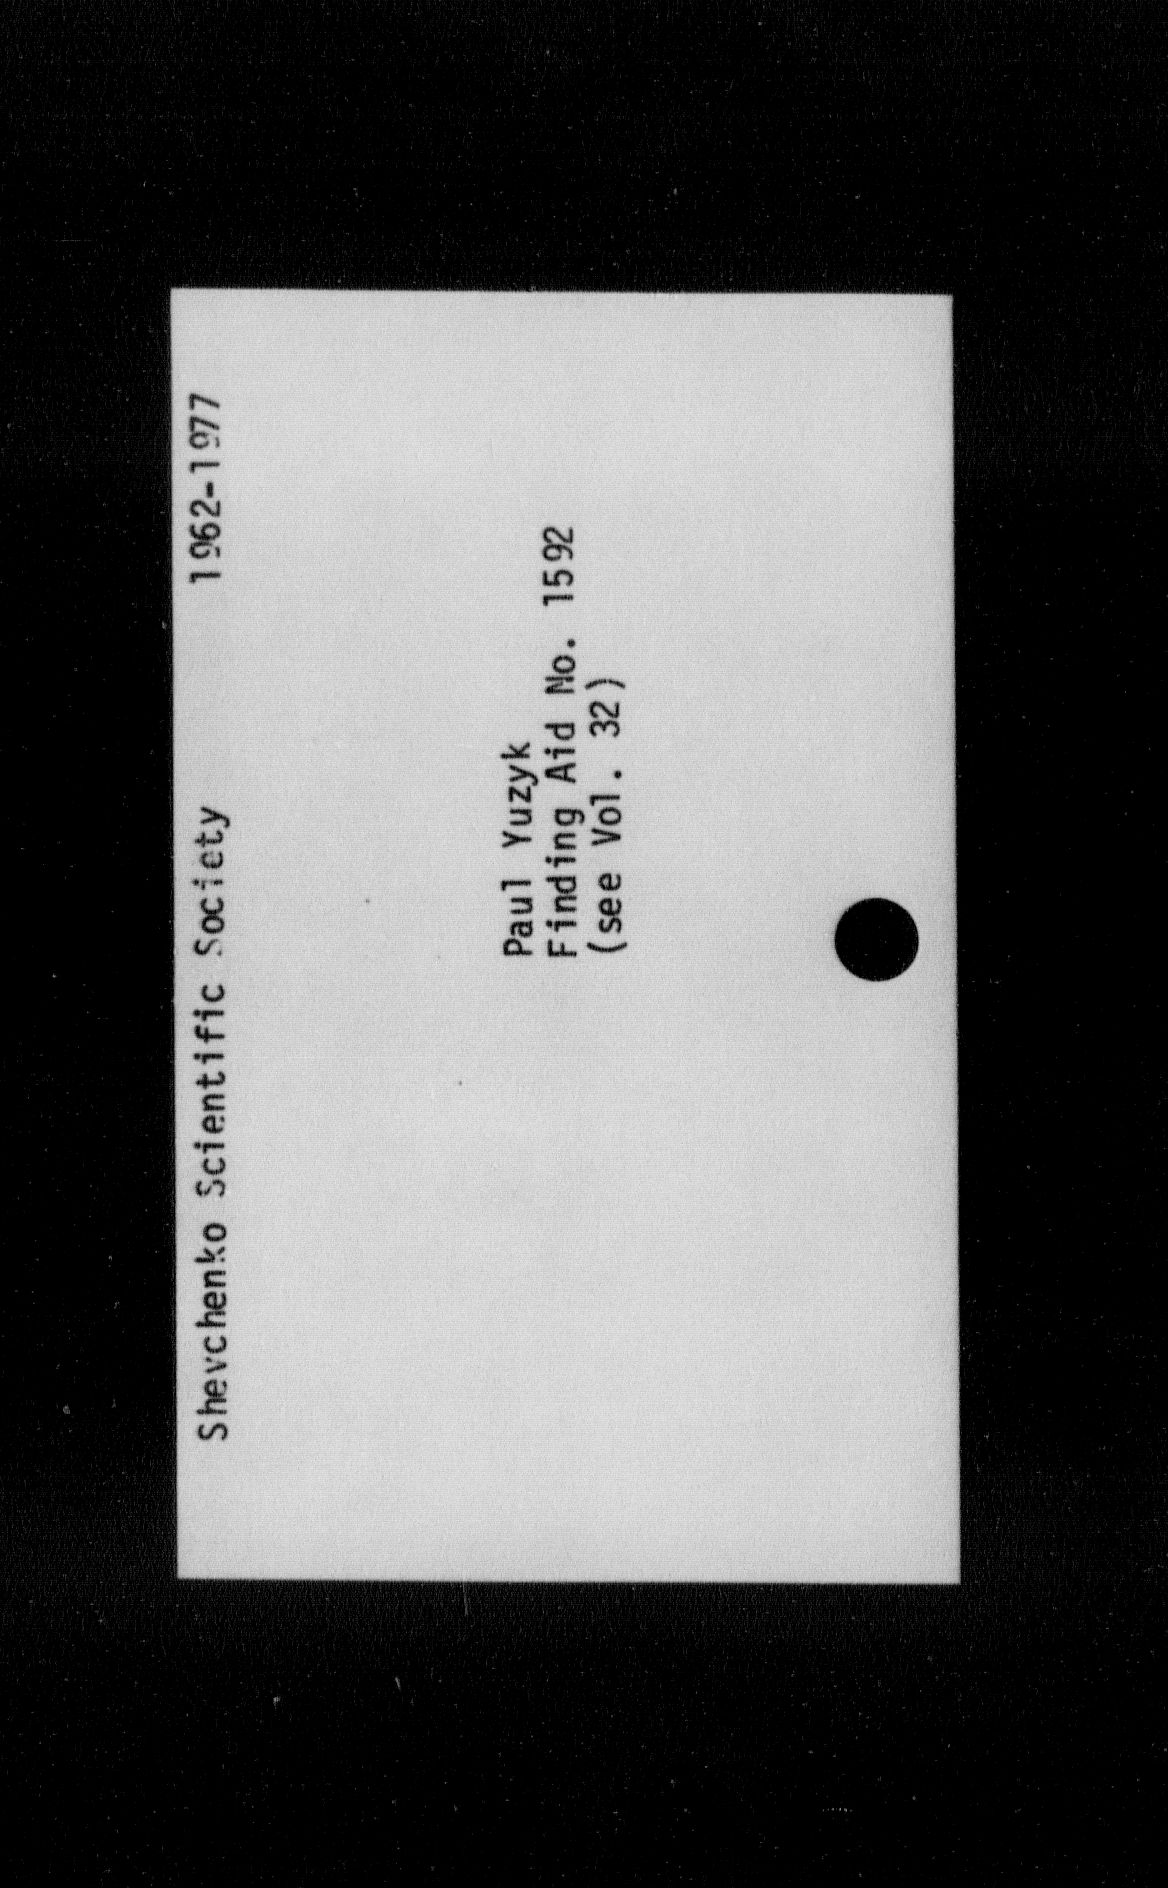 Shevchenko Scientific Society 1962-1977
Paul Yuzyk
Finding Aid No. 1592
(see Vol. 32)